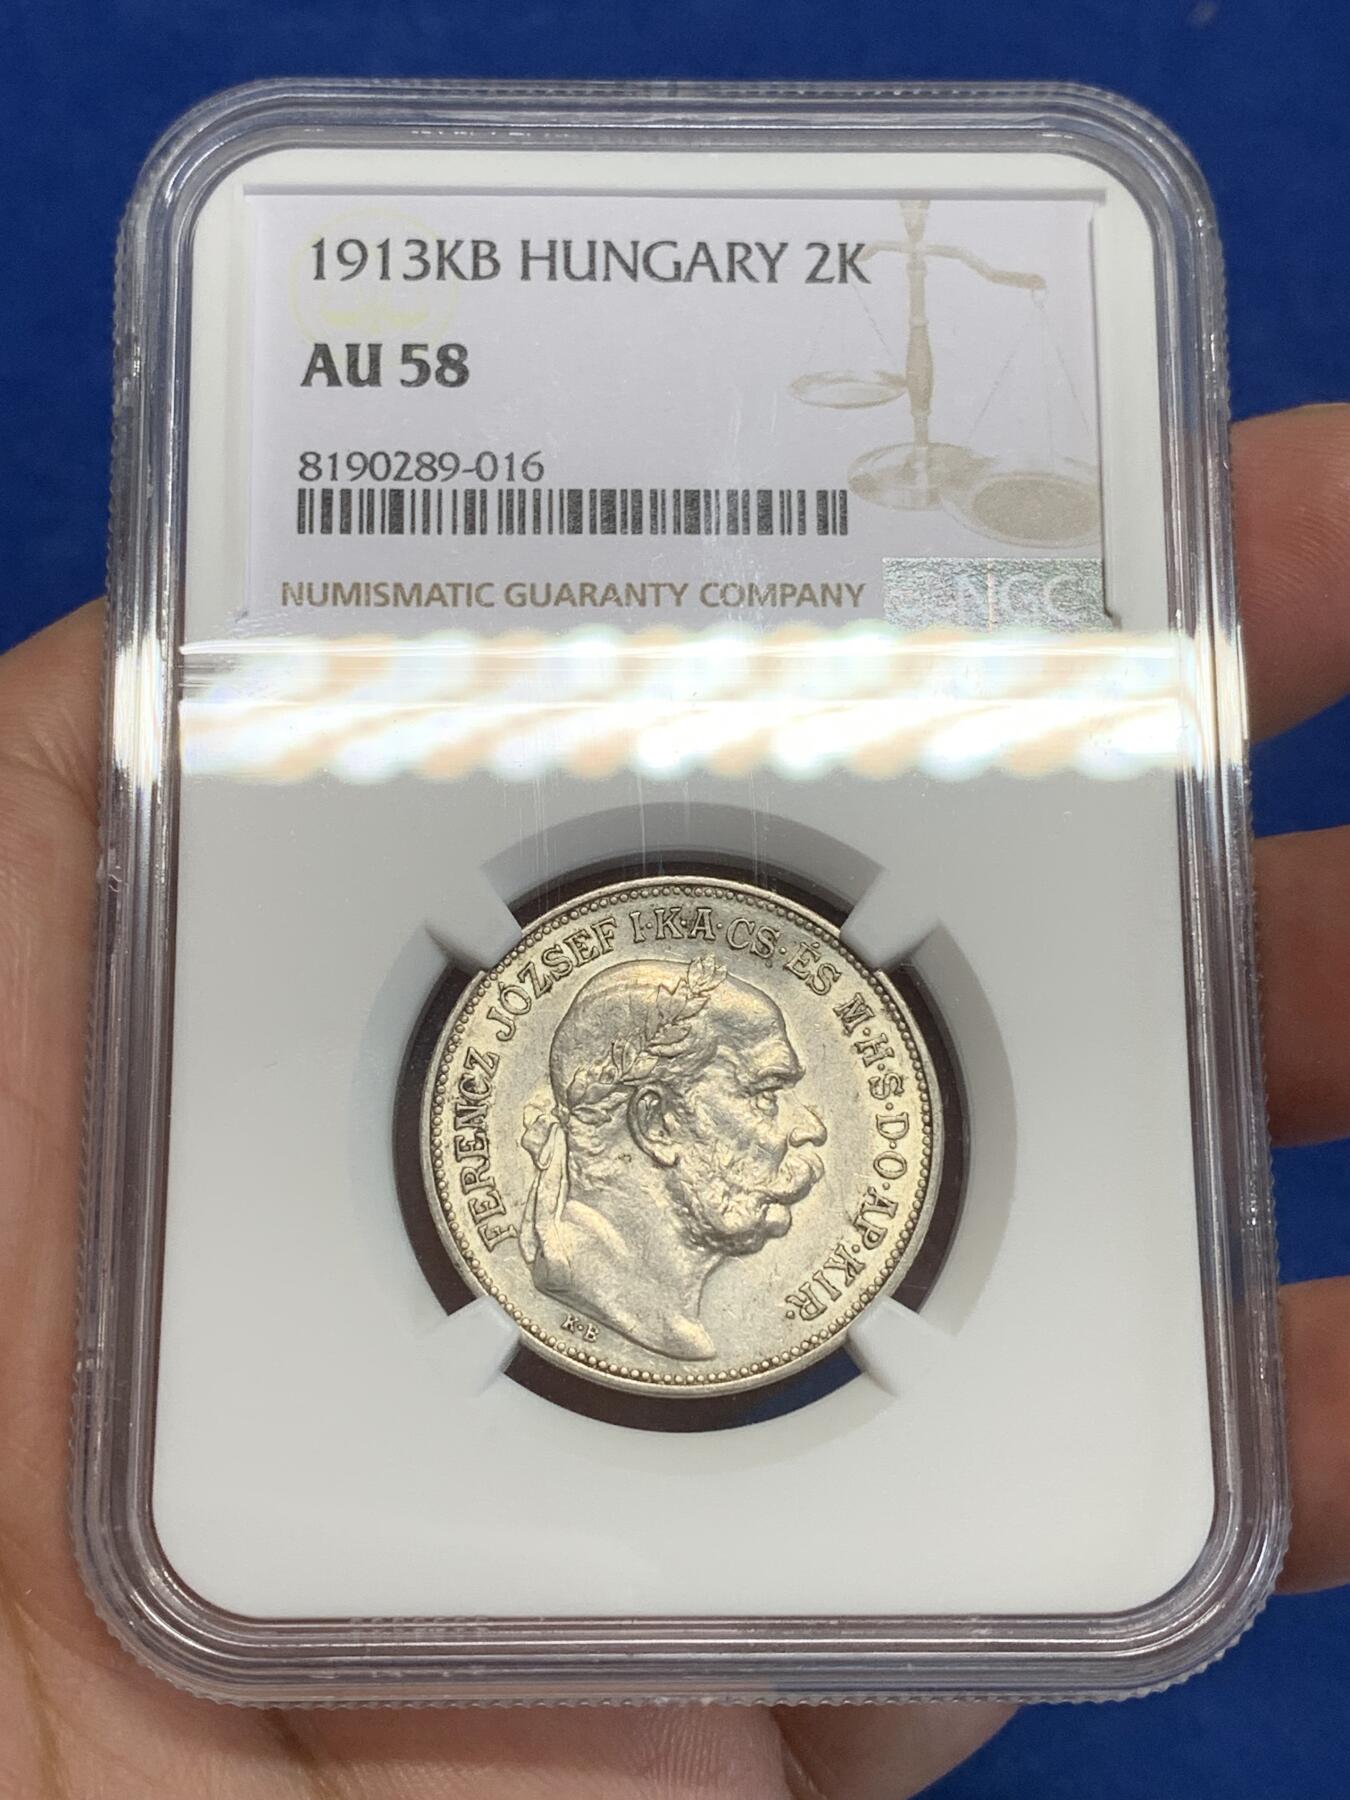 1913KB HUNGARY 2K
AU 58
8190289-016
NUMISMATIC GUARANTY COMPANY
NGC
FERENCZ JÓZSEF I·K·A·CS·ÉS M·H·S·D·O·AP·KIR·
K·B